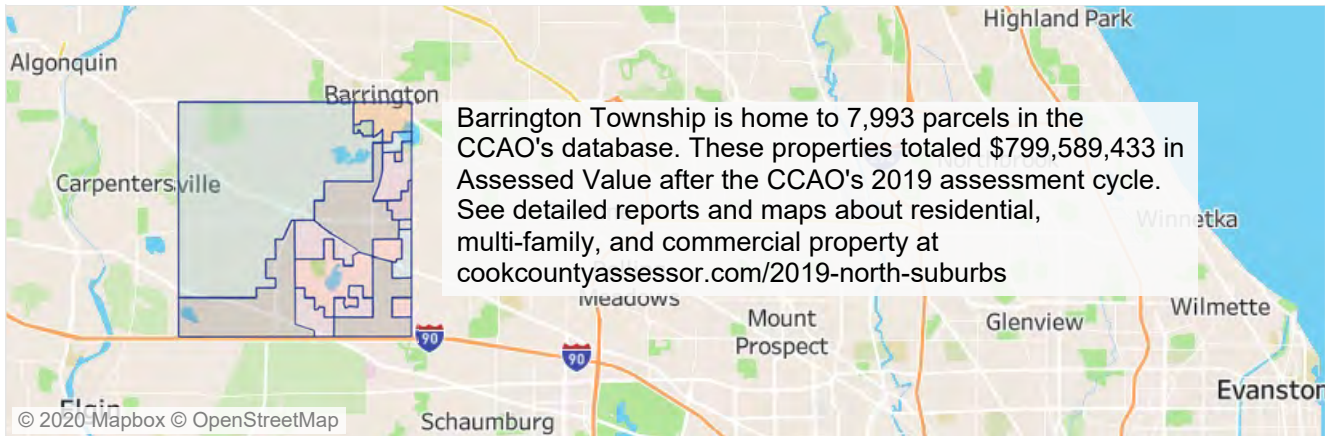 Highland Park
Algonquin
Barrington
Barrington Township is home to 7,993 parcels in the
CCAO's database. These properties totaled $799,589,433 in
Assessed Value after the CCAO's 2019 assessment cycle.
See detailed reports and maps about residential,
multi-family, and commercial property at
cookcountyassessor.com/2019-north-suburbs
Carpentersville
Northbrook
Winnetka
Meadows
Wilmette
Mount
Prospect
Glenview
90
90
Evanston
Elgin
© 2020 Mapbox © OpenStreetMap
Schaumburg